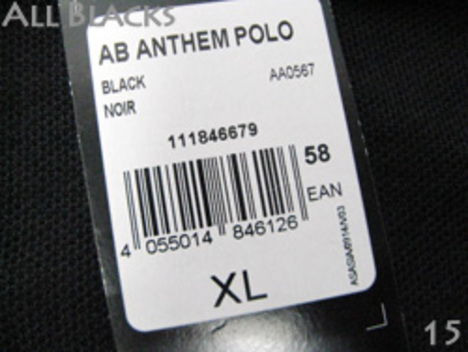 ALL BLACKS
AB ANTHEM POLO
BLACK AA0567
NOIR
111846679
58
EAN
4 055014 846126
XL
15